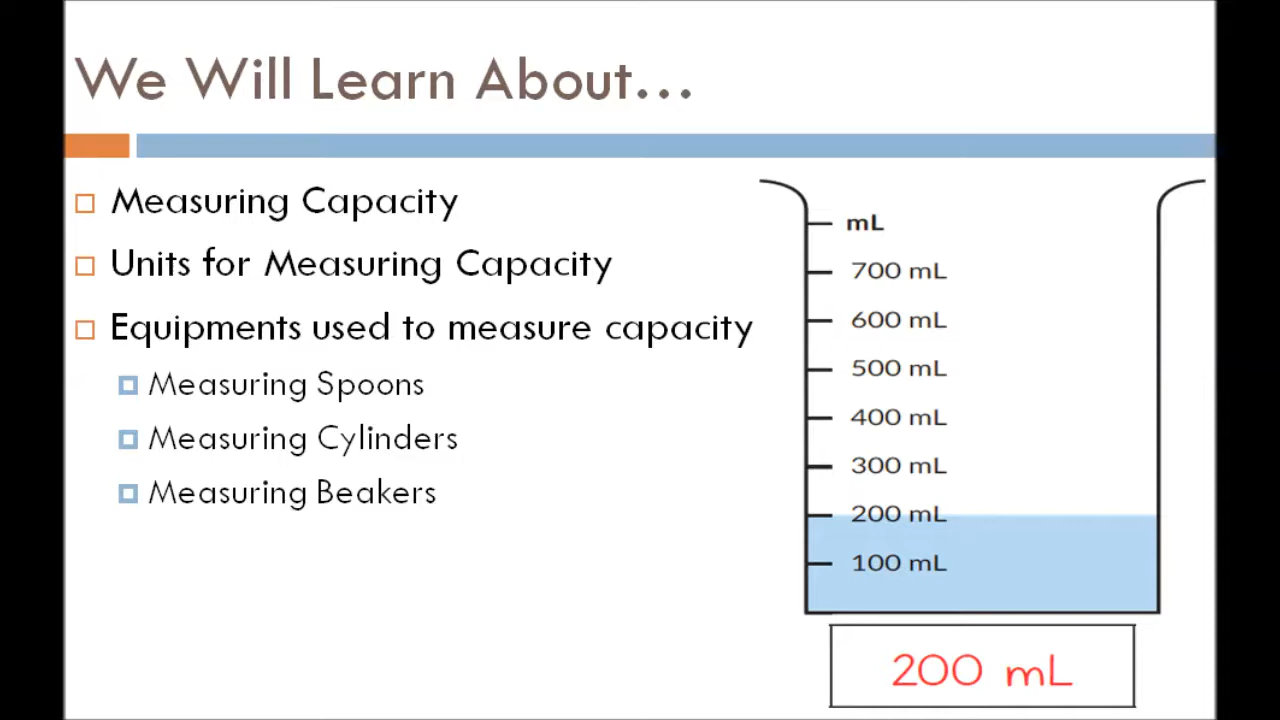 We Will Learn About...
Measuring Capacity
Units for Measuring Capacity
Equipments used to measure capacity
Measuring Spoons
Measuring Cylinders
Measuring Beakers
mL
700 mL
600 mL
500 mL
400 mL
300 mL
200 mL
100 mL
200 mL